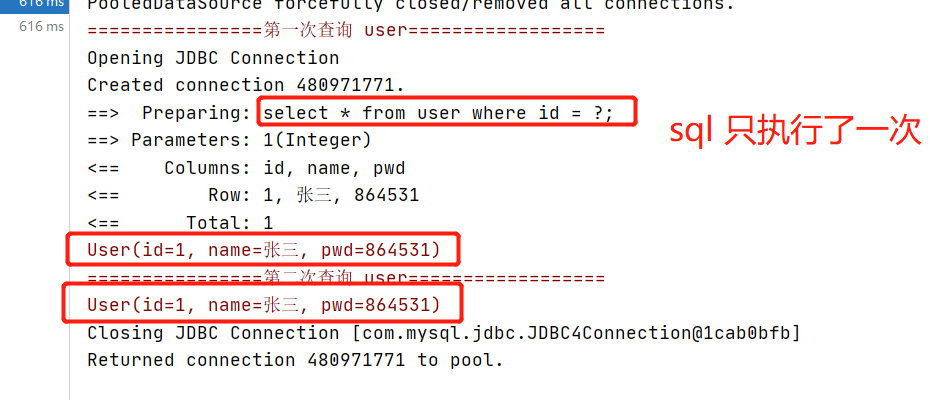 616 ms
PooledDataSource forcefully closed/removed all connections.
616 ms
================第一次查询 user==================
Opening JDBC Connection
Created connection 480971771.
==>  Preparing: select * from user where id = ?;
sql 只执行了一次
==> Parameters: 1(Integer)
<==    Columns: id, name, pwd
<==        Row: 1, 张三, 864531
<==      Total: 1
User(id=1, name=张三, pwd=864531)
================第二次查询 user==================
User(id=1, name=张三, pwd=864531)
Closing JDBC Connection [com.mysql.jdbc.JDBC4Connection@1cab0bfb]
Returned connection 480971771 to pool.